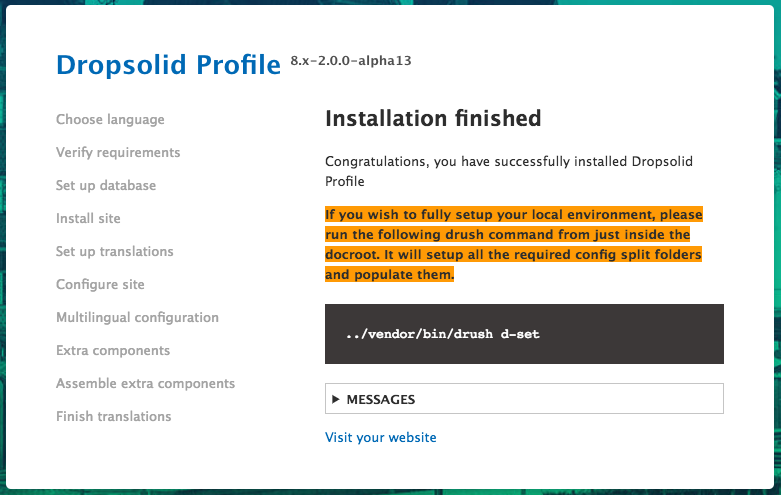 Dropsolid Profile 8.x-2.0.0-alpha13
Choose language
Verify requirements
Set up database
Install site
Set up translations
Configure site
Multilingual configuration
Extra components
Assemble extra components
Finish translations
Installation finished
Congratulations, you have successfully installed Dropsolid
Profile
If you wish to fully setup your local environment, please
run the following drush command from just inside the
docroot. It will setup all the required config split folders
and populate them.
../vendor/bin/drush d-set
▶ MESSAGES
Visit your website